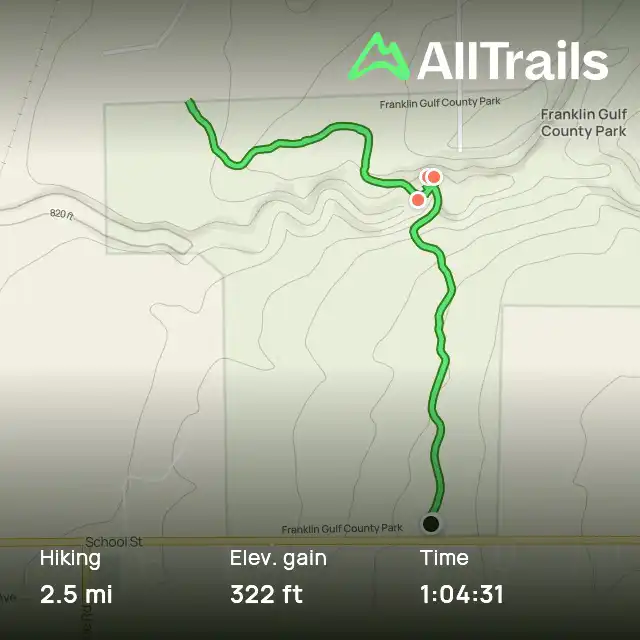 AllTrails
Franklin Gulf County Park
Franklin Gulf
County Park
820 ft
Franklin Gulf County Park
School St
Hiking
Elev. gain
Time
2.5 mi
322 ft
1:04:31